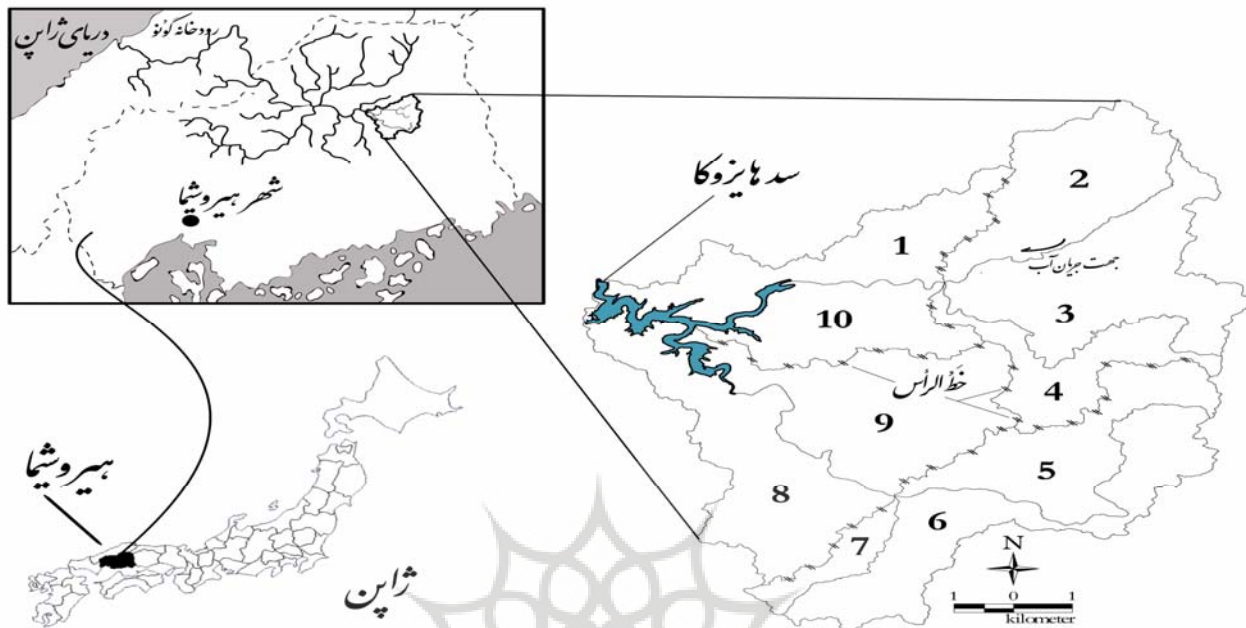 دریای ژاپن
رودخانه گونو
شهر هیروشیما
سد هایزوکا
2
1
جهت جریان آب
10
3
خَطُ الرأس
4
9
5
8
6
7
هیروشیما
ژاپن
N
1 0 1
kilometer